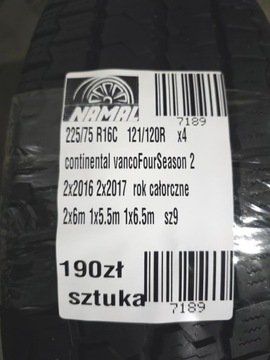 NAMAL
7189
225/75 R16C 121/120R x4
continental vancoFourSeason 2
2x2016 2x2017 rok całorczne
2x6m 1x5.5m 1x6.5m sz9
190zł
sztuka
7189